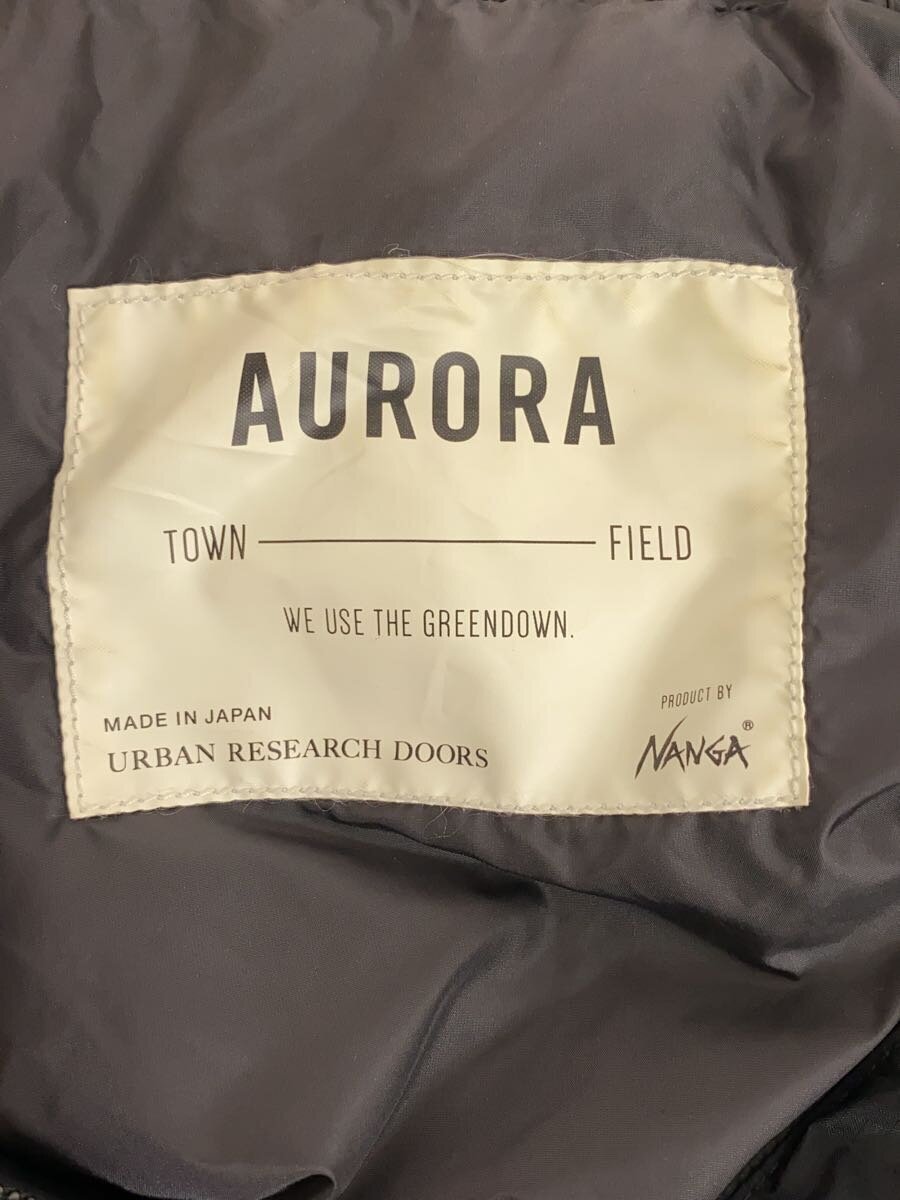 AURORA
TOWN FIELD
WE USE THE GREENDOWN.
MADE IN JAPAN
URBAN RESEARCH DOORS
PRODUCT BY
NANGA®